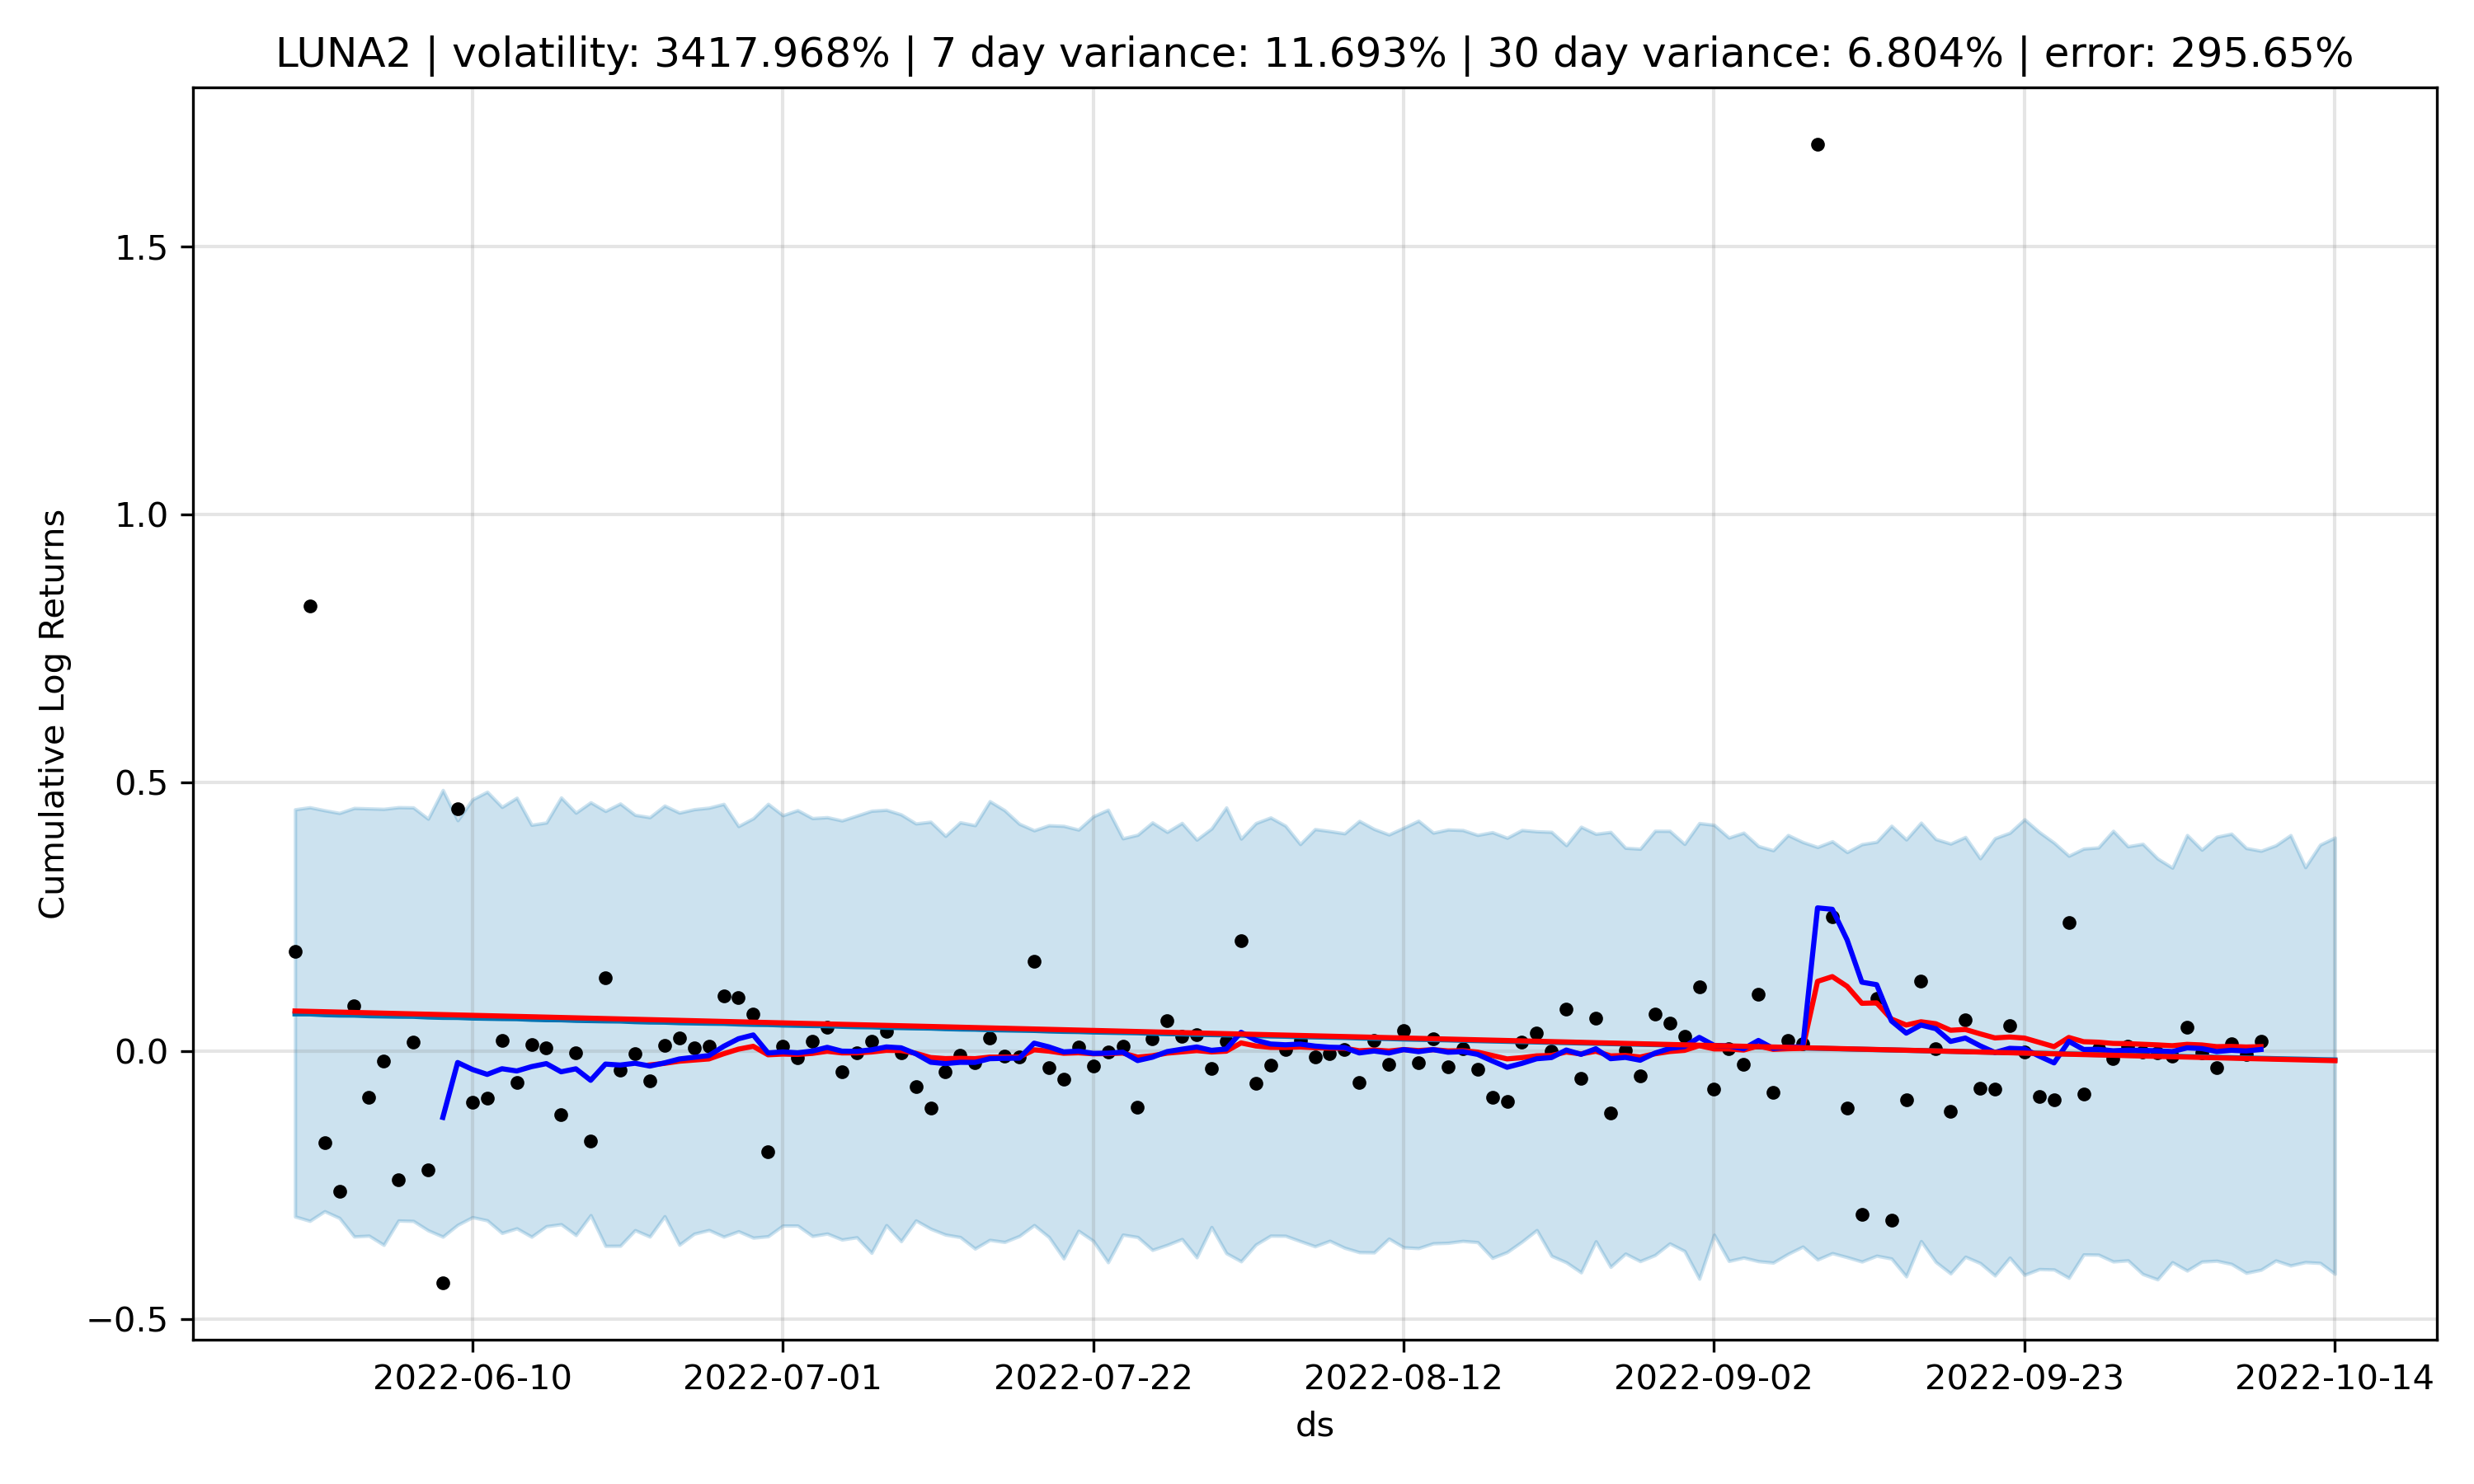 LUNA2 | volatility: 3417.968% | 7 day variance: 11.693% | 30 day variance: 6.804% | error: 295.65%
Cumulative Log Returns
1.5
1.0
0.5
0.0
−0.5
2022-06-10 2022-07-01 2022-07-22 2022-08-12 2022-09-02 2022-09-23 2022-10-14
ds